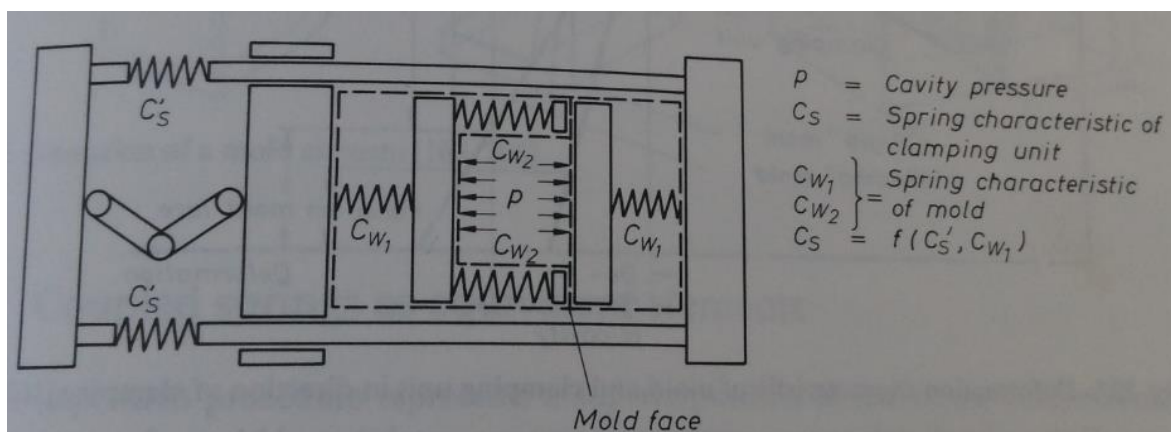 C'S
C'S
CW1
CW2
P
CW2
CW1
Mold face
P = Cavity pressure
CS = Spring characteristic of
clamping unit
CW1
CW2 } = Spring characteristic
of mold
CS = f ( C'S , CW1 )